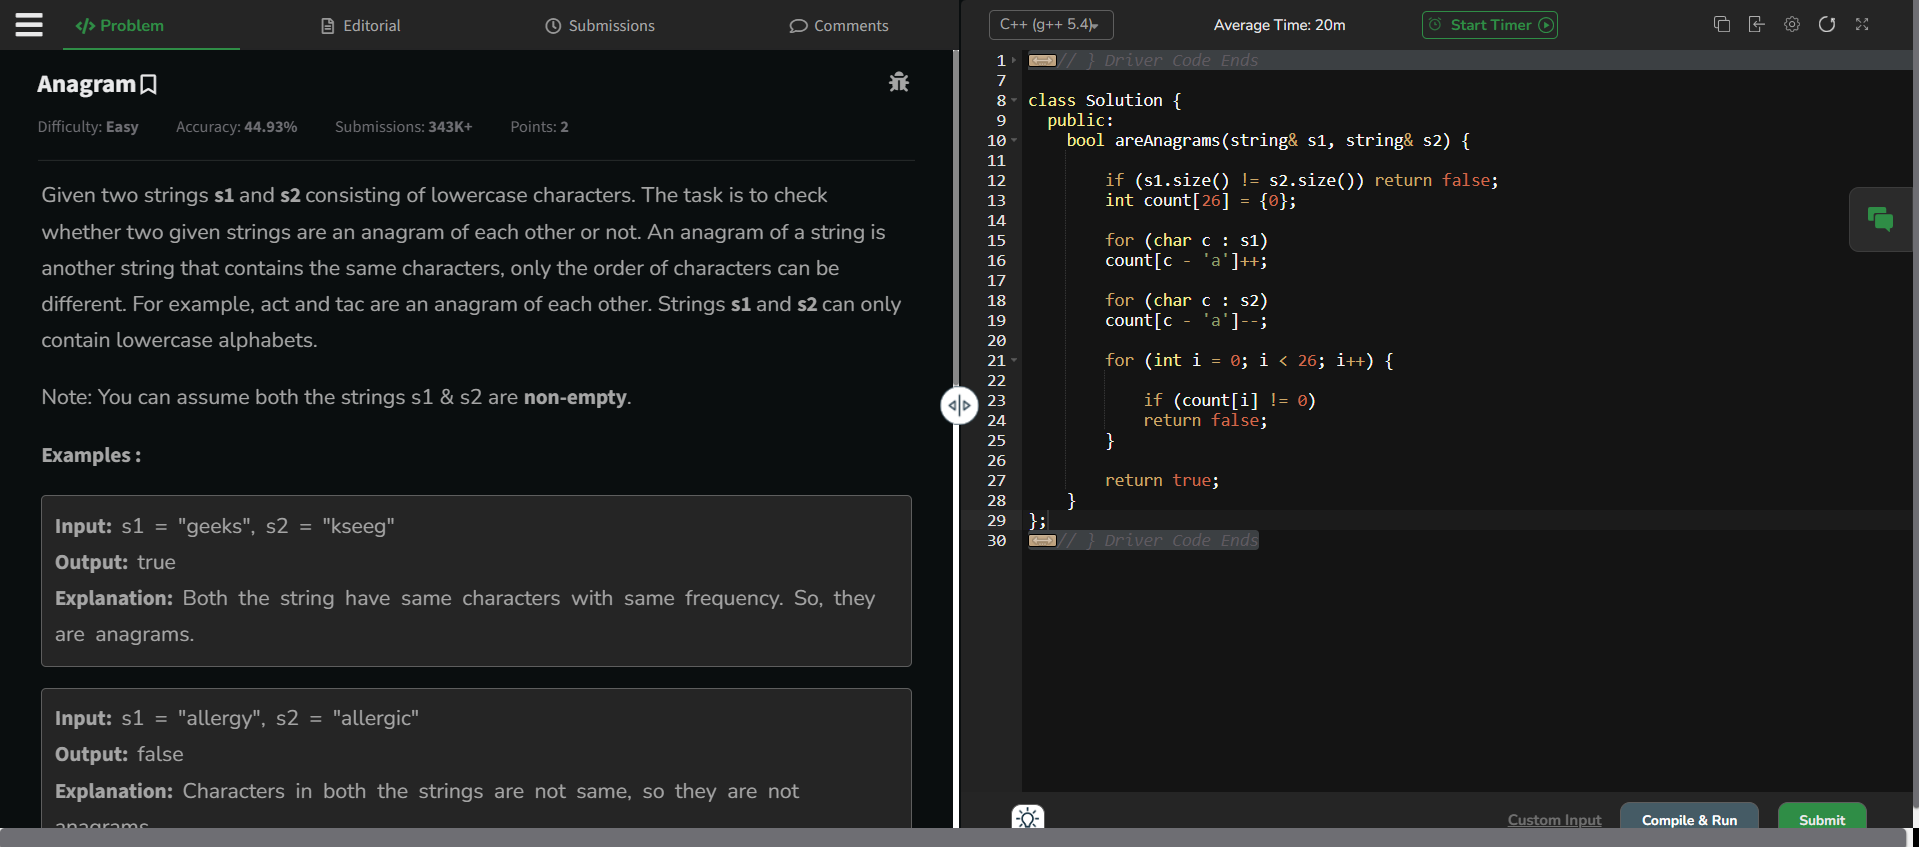 Problem
Editorial
Submissions
Comments
Anagram
Difficulty: Easy Accuracy: 44.93% Submissions: 343K+ Points: 2
Given two strings s1 and s2 consisting of lowercase characters. The task is to check
whether two given strings are an anagram of each other or not. An anagram of a string is
another string that contains the same characters, only the order of characters can be
different. For example, act and tac are an anagram of each other. Strings s1 and s2 can only
contain lowercase alphabets.
Note: You can assume both the strings s1 & s2 are non-empty.
Examples :
Input: s1 = "geeks", s2 = "kseeg"
Output: true
Explanation: Both the string have same characters with same frequency. So, they
are anagrams.
Input: s1 = "allergy", s2 = "allergic"
Output: false
Explanation: Characters in both the strings are not same, so they are not
anagrams.
C++ (g++ 5.4)
Average Time: 20m
Start Timer
1 // } Driver Code Ends
7
8 class Solution {
9 public:
10 bool areAnagrams(string& s1, string& s2) {
11
12 if (s1.size() != s2.size()) return false;
13 int count[26] = {0};
14
15 for (char c : s1)
16 count[c - 'a']++;
17
18 for (char c : s2)
19 count[c - 'a']--;
20
21 for (int i = 0; i < 26; i++) {
22
23 if (count[i] != 0)
24 return false;
25 }
26
27 return true;
28 }
29 };
30 // } Driver Code Ends
Custom Input
Compile & Run
Submit